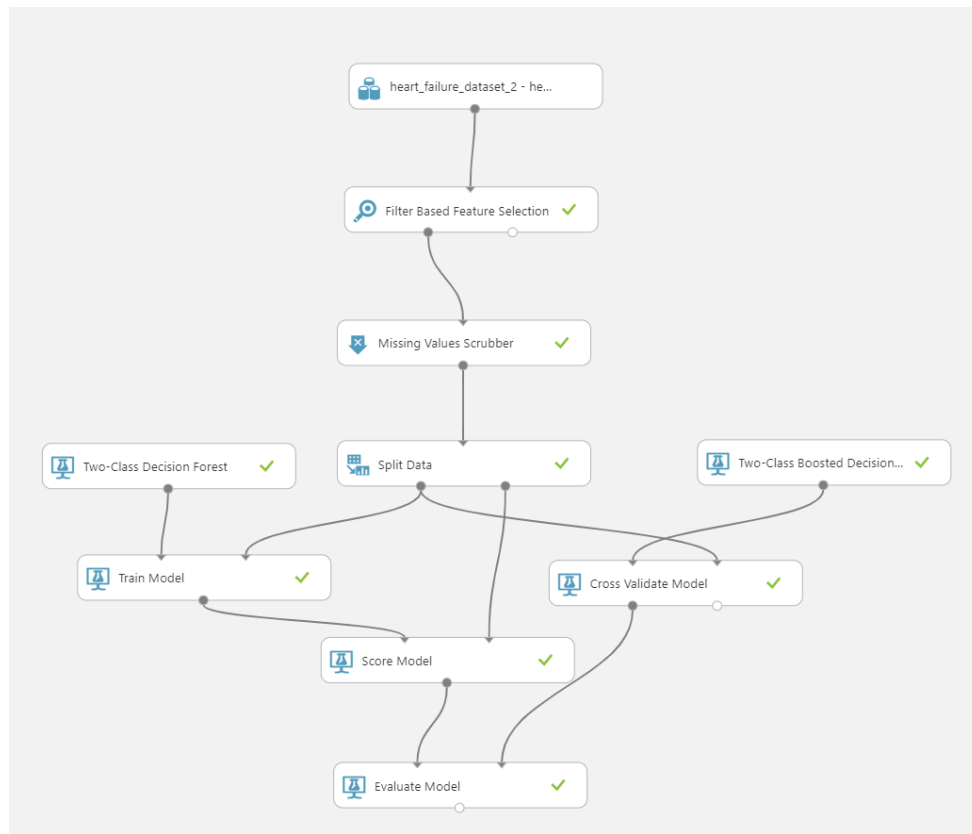 heart_failure_dataset_2 - he...
Filter Based Feature Selection
Missing Values Scrubber
Two-Class Decision Forest
Split Data
Two-Class Boosted Decision...
Train Model
Cross Validate Model
Score Model
Evaluate Model